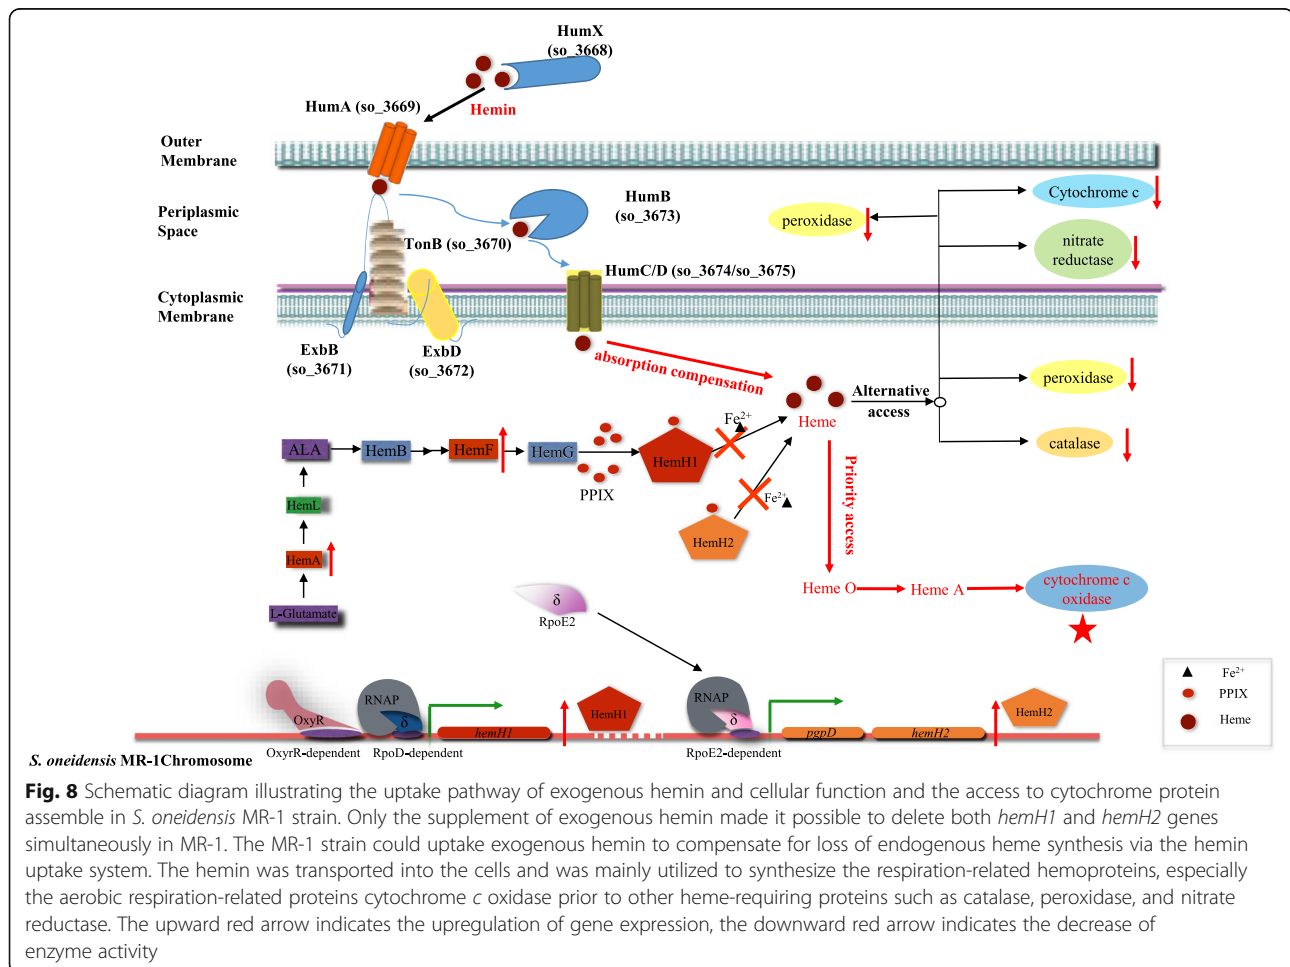 HumX
(so_3668)
HumA (so_3669)
Hemin
Outer
Membrane
Periplasmic
Space
HumB
(so_3673)
TonB (so_3670)
HumC/D (so_3674/so_3675)
peroxidase
Cytochrome c
nitrate
reductase
Cytoplasmic
Membrane
ExbB
(so_3671)
ExbD
(so_3672)
absorption compensation
Heme
Alternative
access
peroxidase
catalase
ALA
HemB
HemF
HemG
PPIX
HemH1
Fe2+
Fe2+
HemH2
HemL
HemA
L-Glutamate
Priority access
Heme O
Heme A
cytochrome c
oxidase
δ
RpoE2
Fe2+
PPIX
Heme
OxyR
RNAP
δ
hemH1
HemH1
RNAP
δ
pgpD
hemH2
HemH2
OxyrR-dependent
RpoD-dependent
RpoE2-dependent
S. oneidensis MR-1Chromosome
Fig. 8 Schematic diagram illustrating the uptake pathway of exogenous hemin and cellular function and the access to cytochrome protein
assemble in S. oneidensis MR-1 strain. Only the supplement of exogenous hemin made it possible to delete both hemH1 and hemH2 genes
simultaneously in MR-1. The MR-1 strain could uptake exogenous hemin to compensate for loss of endogenous heme synthesis via the hemin
uptake system. The hemin was transported into the cells and was mainly utilized to synthesize the respiration-related hemoproteins, especially
the aerobic respiration-related proteins cytochrome c oxidase prior to other heme-requiring proteins such as catalase, peroxidase, and nitrate
reductase. The upward red arrow indicates the upregulation of gene expression, the downward red arrow indicates the decrease of
enzyme activity